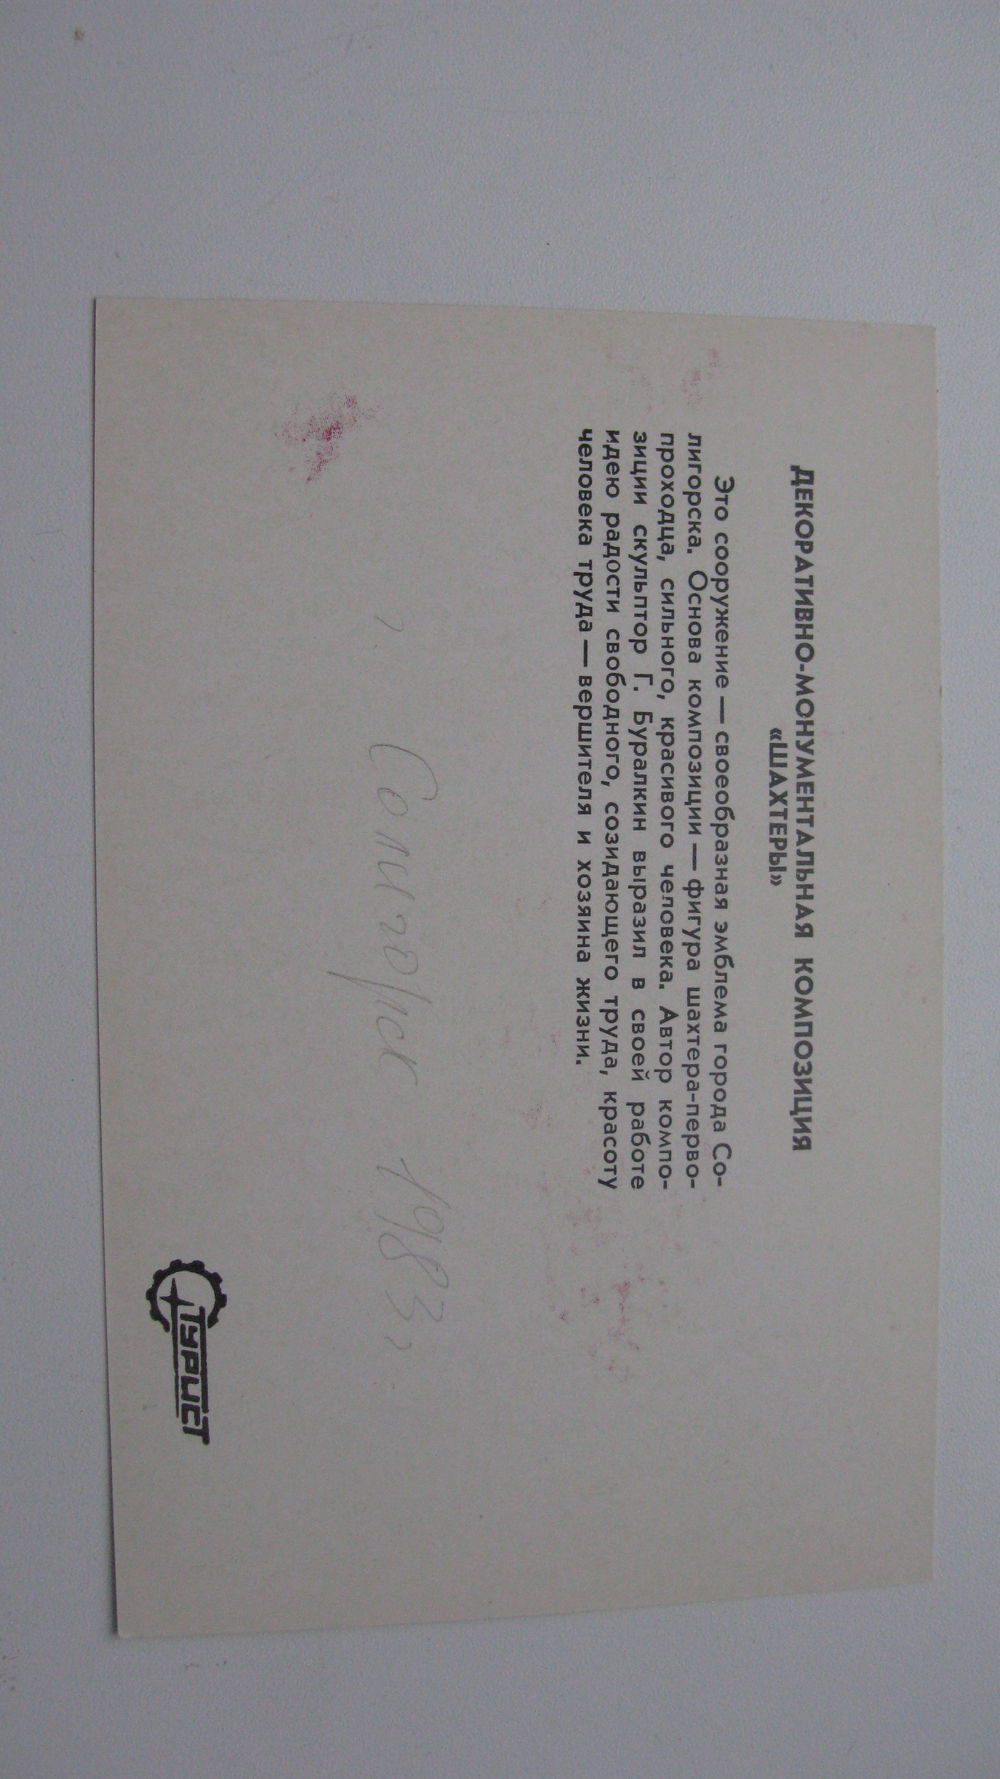 ДЕКОРАТИВНО-МОНУМЕНТАЛЬНАЯ КОМПОЗИЦИЯ
«ШАХТЕРЫ»
Это сооружение — своеобразная эмблема города Со-
лигорска. Основа композиции — фигура шахтера-перво-
проходца, сильного, красивого человека. Автор компо-
зиции скульптор Г. Буралкин выразил в своей работе
идею радости свободного, созидающего труда, красоту
человека труда — вершителя и хозяина жизни.
Солигорск 1983
ТУРИСТ